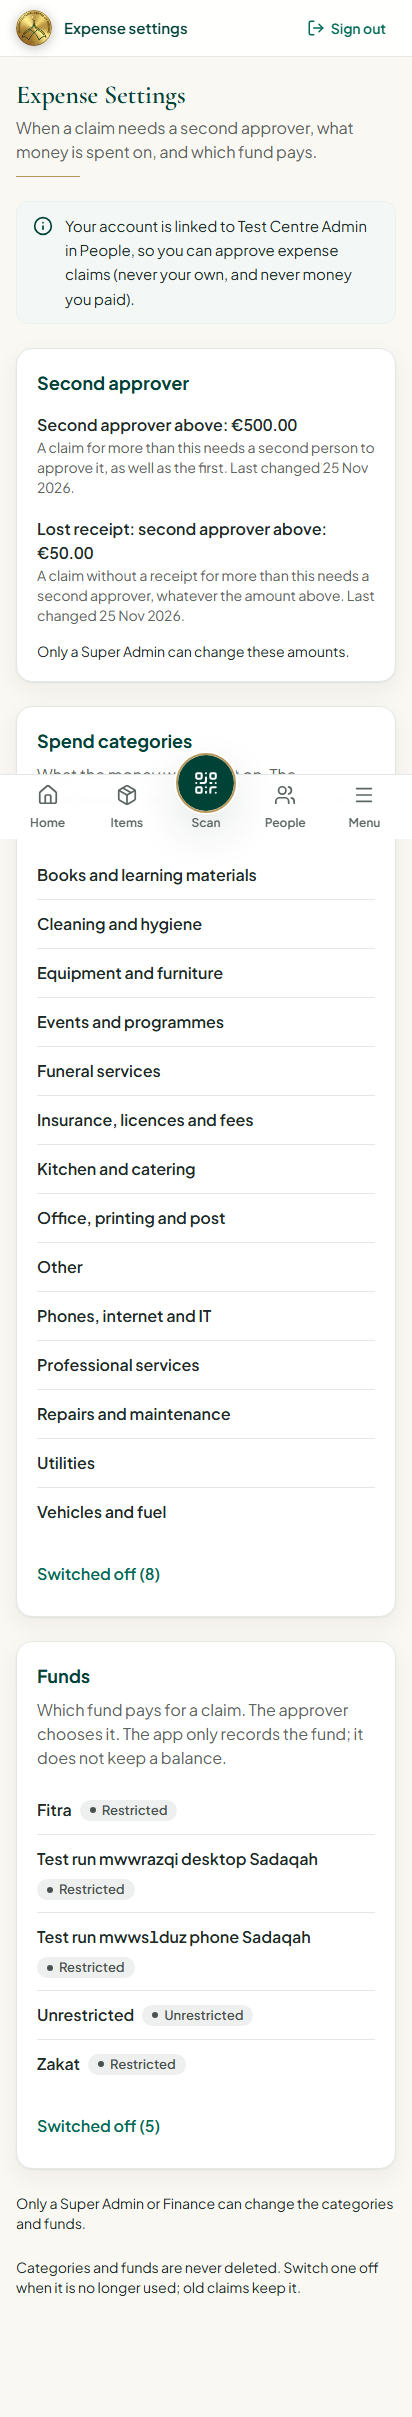 Expense settings
Sign out
Expense Settings
When a claim needs a second approver, what
money is spent on, and which fund pays.
Your account is linked to Test Centre Admin
in People, so you can approve expense
claims (never your own, and never money
you paid).
Second approver
Second approver above: €500.00
A claim for more than this needs a second person to
approve it, as well as the first. Last changed 25 Nov
2026.
Lost receipt: second approver above:
€50.00
A claim without a receipt for more than this needs a
second approver, whatever the amount above. Last
changed 25 Nov 2026.
Only a Super Admin can change these amounts.
Spend categories
Home
Items
Scan
People
Menu
Books and learning materials
Cleaning and hygiene
Equipment and furniture
Events and programmes
Funeral services
Insurance, licences and fees
Kitchen and catering
Office, printing and post
Other
Phones, internet and IT
Professional services
Repairs and maintenance
Utilities
Vehicles and fuel
Switched off (8)
Funds
Which fund pays for a claim. The approver
chooses it. The app only records the fund; it
does not keep a balance.
Fitra
Restricted
Test run mwwrazqi desktop Sadaqah
Restricted
Test run mwws1duz phone Sadaqah
Restricted
Unrestricted
Unrestricted
Zakat
Restricted
Switched off (5)
Only a Super Admin or Finance can change the categories
and funds.
Categories and funds are never deleted. Switch one off
when it is no longer used; old claims keep it.